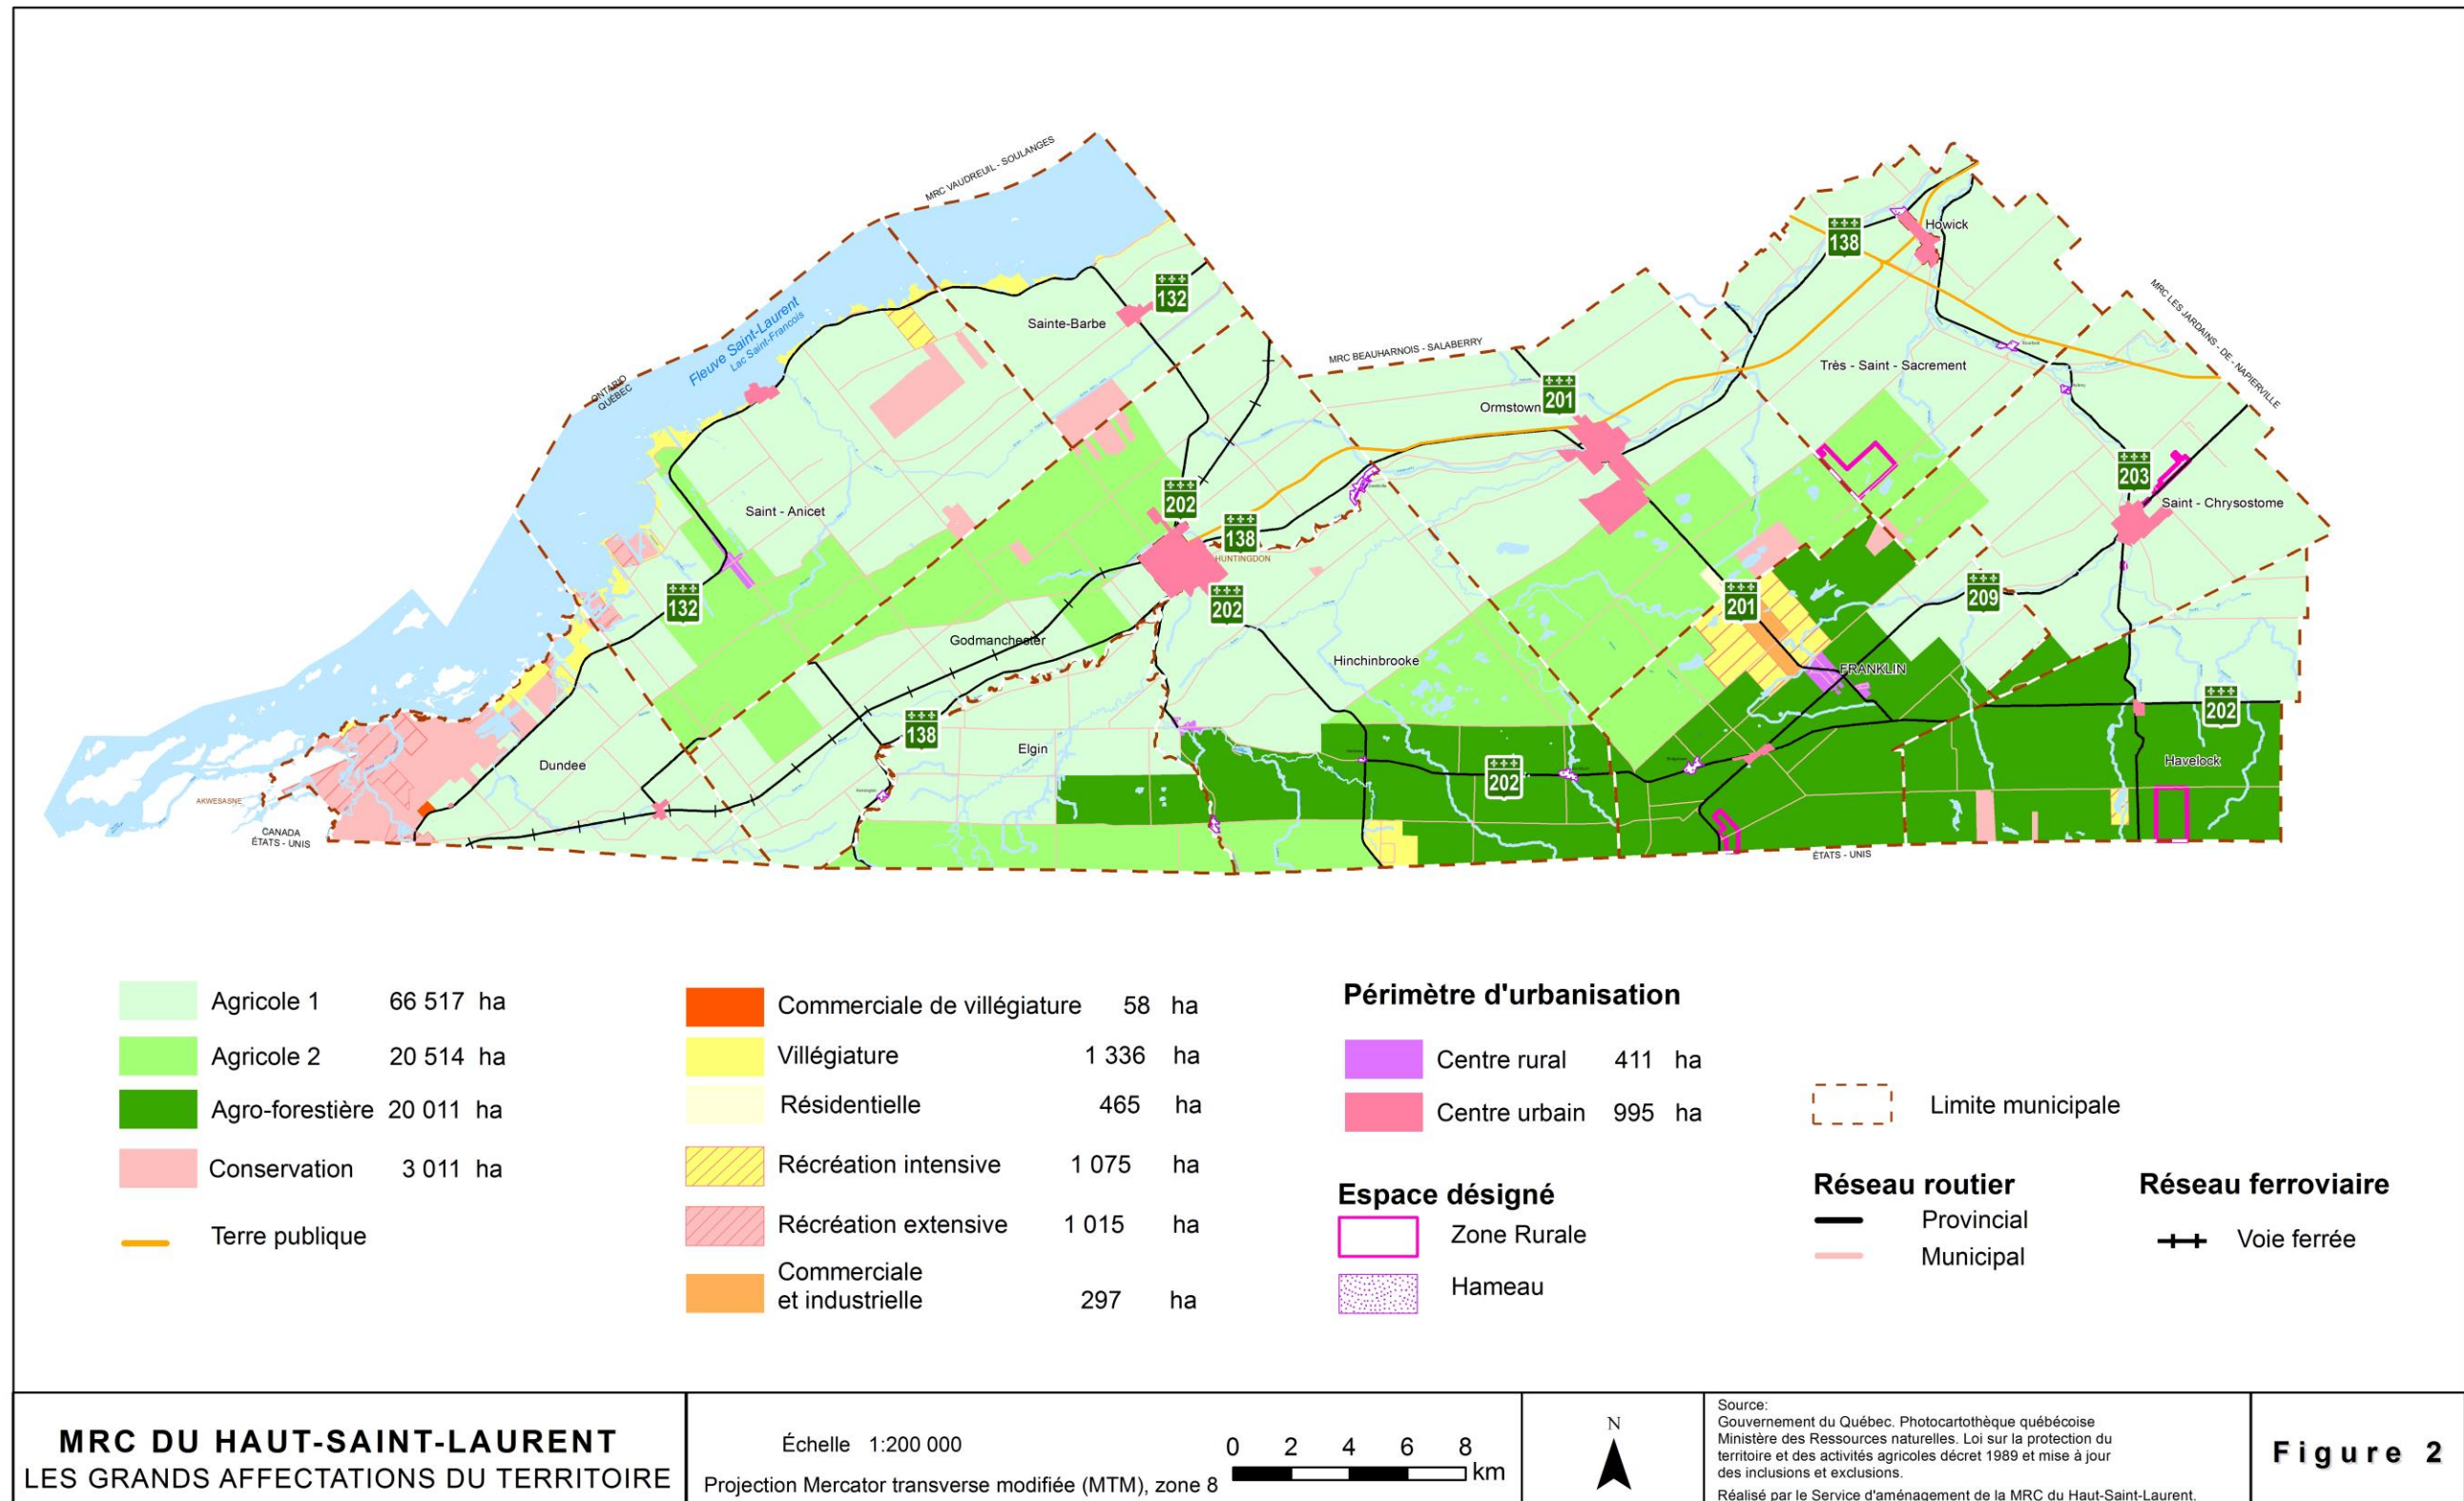 MRC VAUDREUIL - SOULANGES
138
Howick
132
MRC LES JARDAINS - DE - NAPIERVILLE
Fleuve Saint-Laurent
Lac Saint-Francois
Sainte-Barbe
MRC BEAUHARNOIS - SALABERRY
Très - Saint - Sacrement
ONTARIO
QUÉBEC
Ormstown
201
203
Saint - Anicet
202
Saint - Chrysostome
138
HUNTINGDON
132
202
201
209
Godmanchester
Hinchinbrooke
FRANKLIN
138
Elgin
202
Dundee
202
Havelock
AKWESASNE
CANADA
ÉTATS - UNIS
ÉTATS - UNIS
Agricole 1 66 517 ha
Agricole 2 20 514 ha
Agro-forestière 20 011 ha
Conservation 3 011 ha
Terre publique
Commerciale de villégiature 58 ha
Villégiature 1 336 ha
Résidentielle 465 ha
Récréation intensive 1 075 ha
Récréation extensive 1 015 ha
Commerciale
et industrielle 297 ha
Périmètre d'urbanisation
Centre rural 411 ha
Centre urbain 995 ha
Espace désigné
Zone Rurale
Hameau
Limite municipale
Réseau routier
Provincial
Municipal
Réseau ferroviaire
Voie ferrée
MRC DU HAUT-SAINT-LAURENT
LES GRANDS AFFECTATIONS DU TERRITOIRE
Échelle 1:200 000
Projection Mercator transverse modifiée (MTM), zone 8
0 2 4 6 8
km
N
Source:
Gouvernement du Québec. Photocartothèque québécoise
Ministère des Ressources naturelles. Loi sur la protection du
territoire et des activités agricoles décret 1989 et mise à jour
des inclusions et exclusions.
Réalisé par le Service d'aménagement de la MRC du Haut-Saint-Laurent.
Figure 2